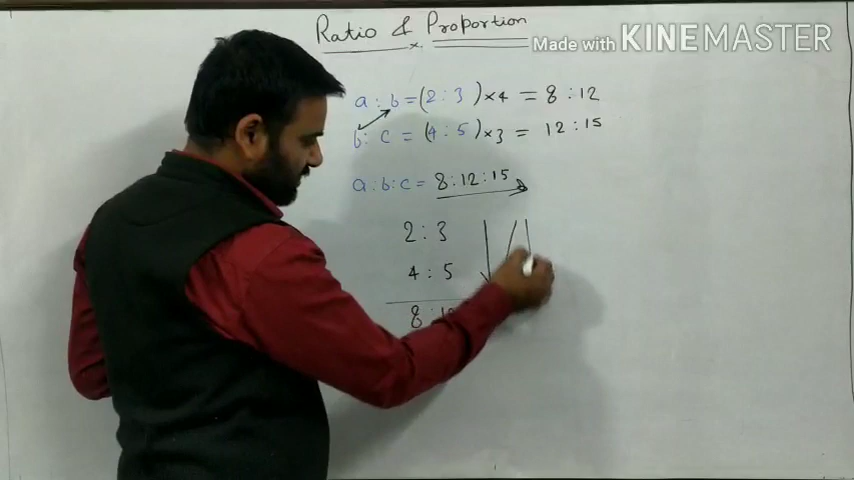 Ratio & Proportion
Made with KINEMASTER
a : b = (2 : 3 ) ×4 = 8 : 12
b : c = (4 : 5 ) ×3 = 12 : 15
a : b : c = 8 : 12 : 15
2 : 3
4 : 5
8 :